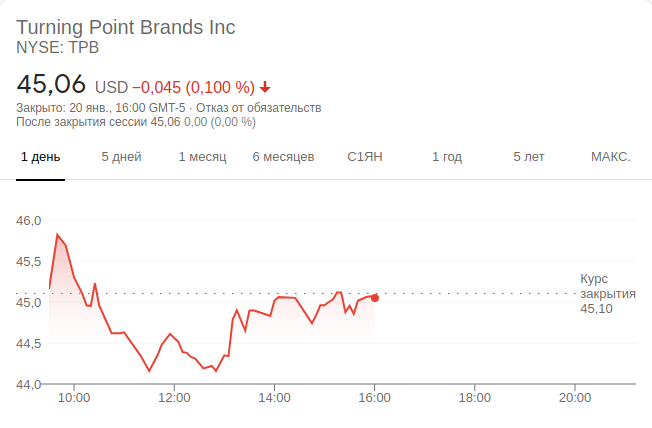 Turning Point Brands Inc
NYSE: TPB
45,06 USD −0,045 (0,100 %)
Закрыто: 20 янв., 16:00 GMT-5 · Отказ от обязательств
После закрытия сессии 45,06 0,00 (0,00 %)
1 день 5 дней 1 месяц 6 месяцев С1ЯН 1 год 5 лет МАКС.
46,0
45,5
45,0
44,5
44,0
Курс
закрытия
45,10
10:00 12:00 14:00 16:00 18:00 20:00